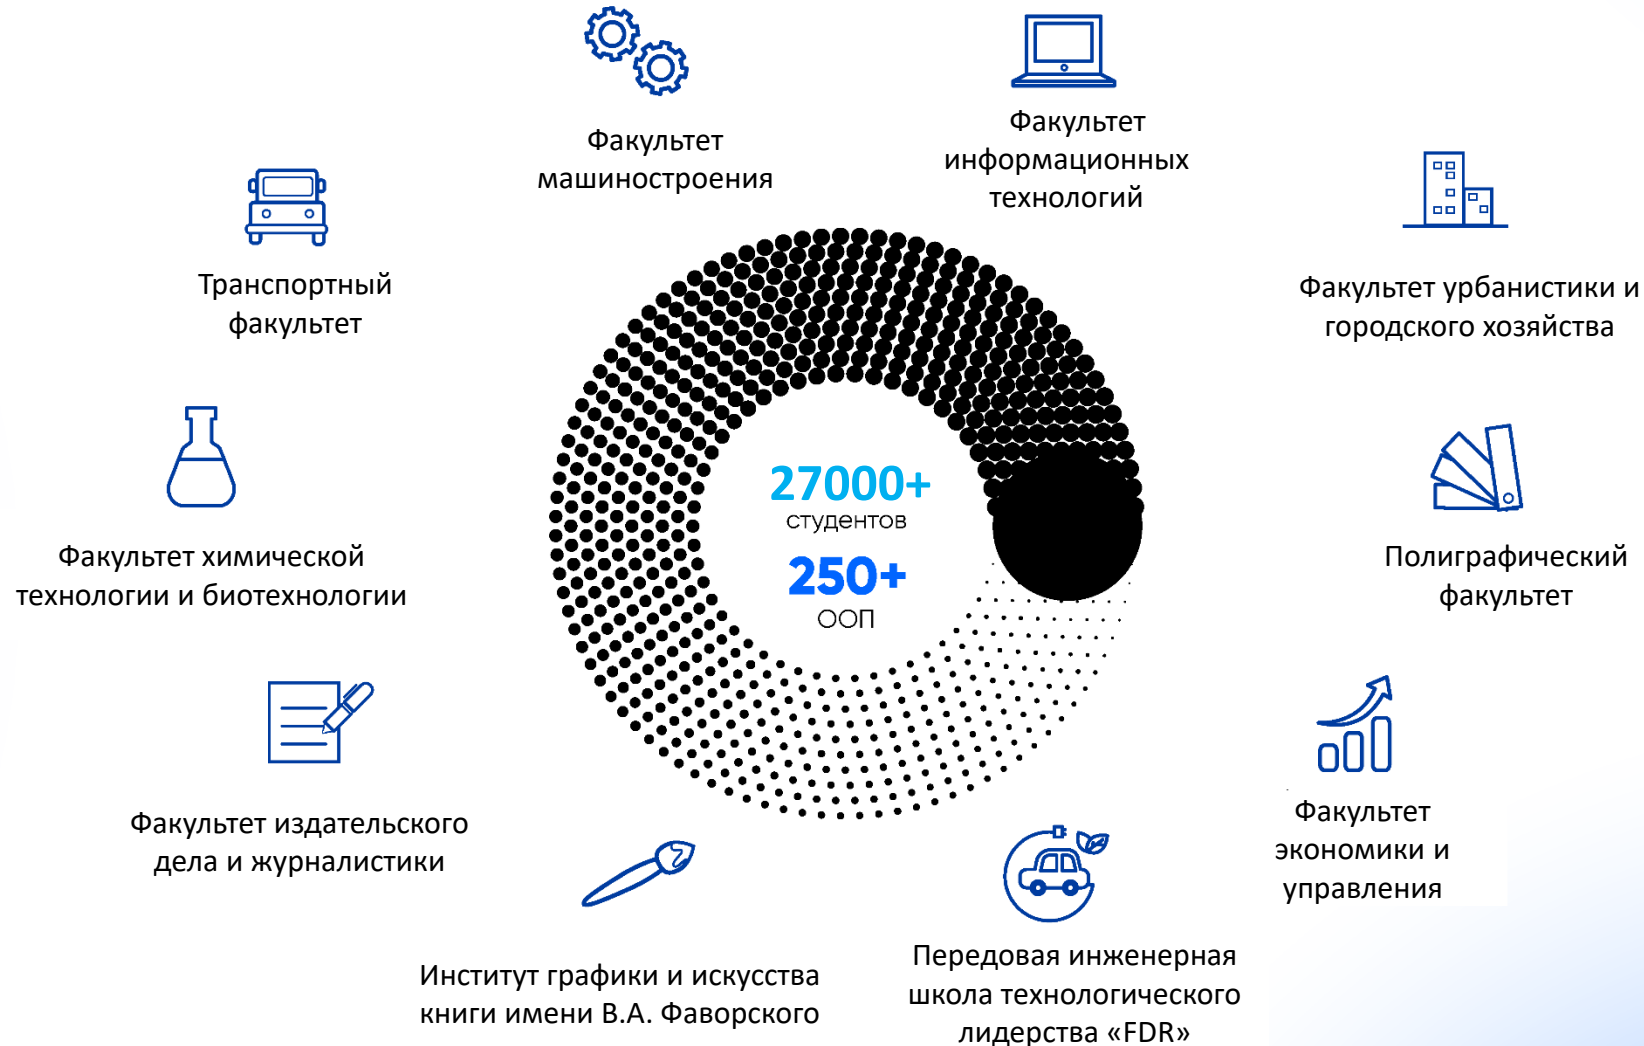 Факультет
машиностроения
Факультет
информационных
технологий
Транспортный
факультет
Факультет урбанистики и
городского хозяйства
27000+
студентов
250+
ООП
Факультет химической
технологии и биотехнологии
Полиграфический
факультет
Факультет издательского
дела и журналистики
Факультет
экономики и
управления
Институт графики и искусства
книги имени В.А. Фаворского
Передовая инженерная
школа технологического
лидерства «FDR»